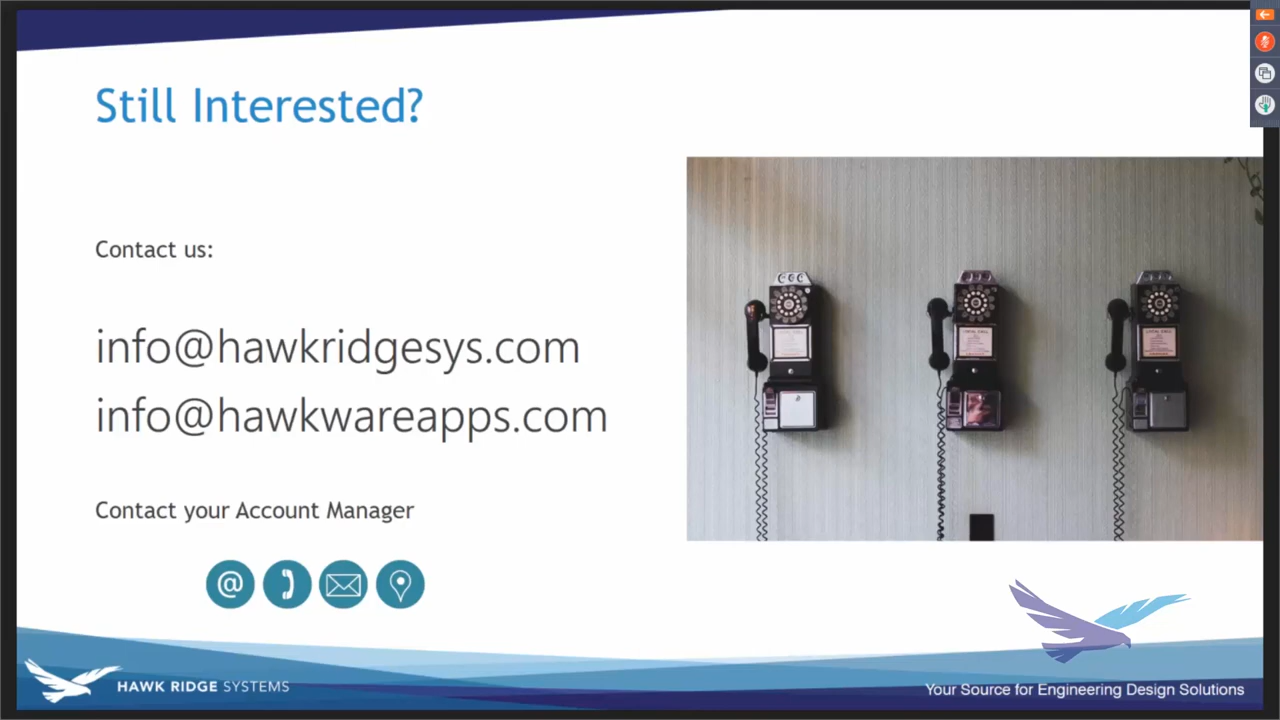 Still Interested?
Contact us:
info@hawkridgesys.com
info@hawkwareapps.com
Contact your Account Manager
HAWK RIDGE SYSTEMS
Your Source for Engineering Design Solutions